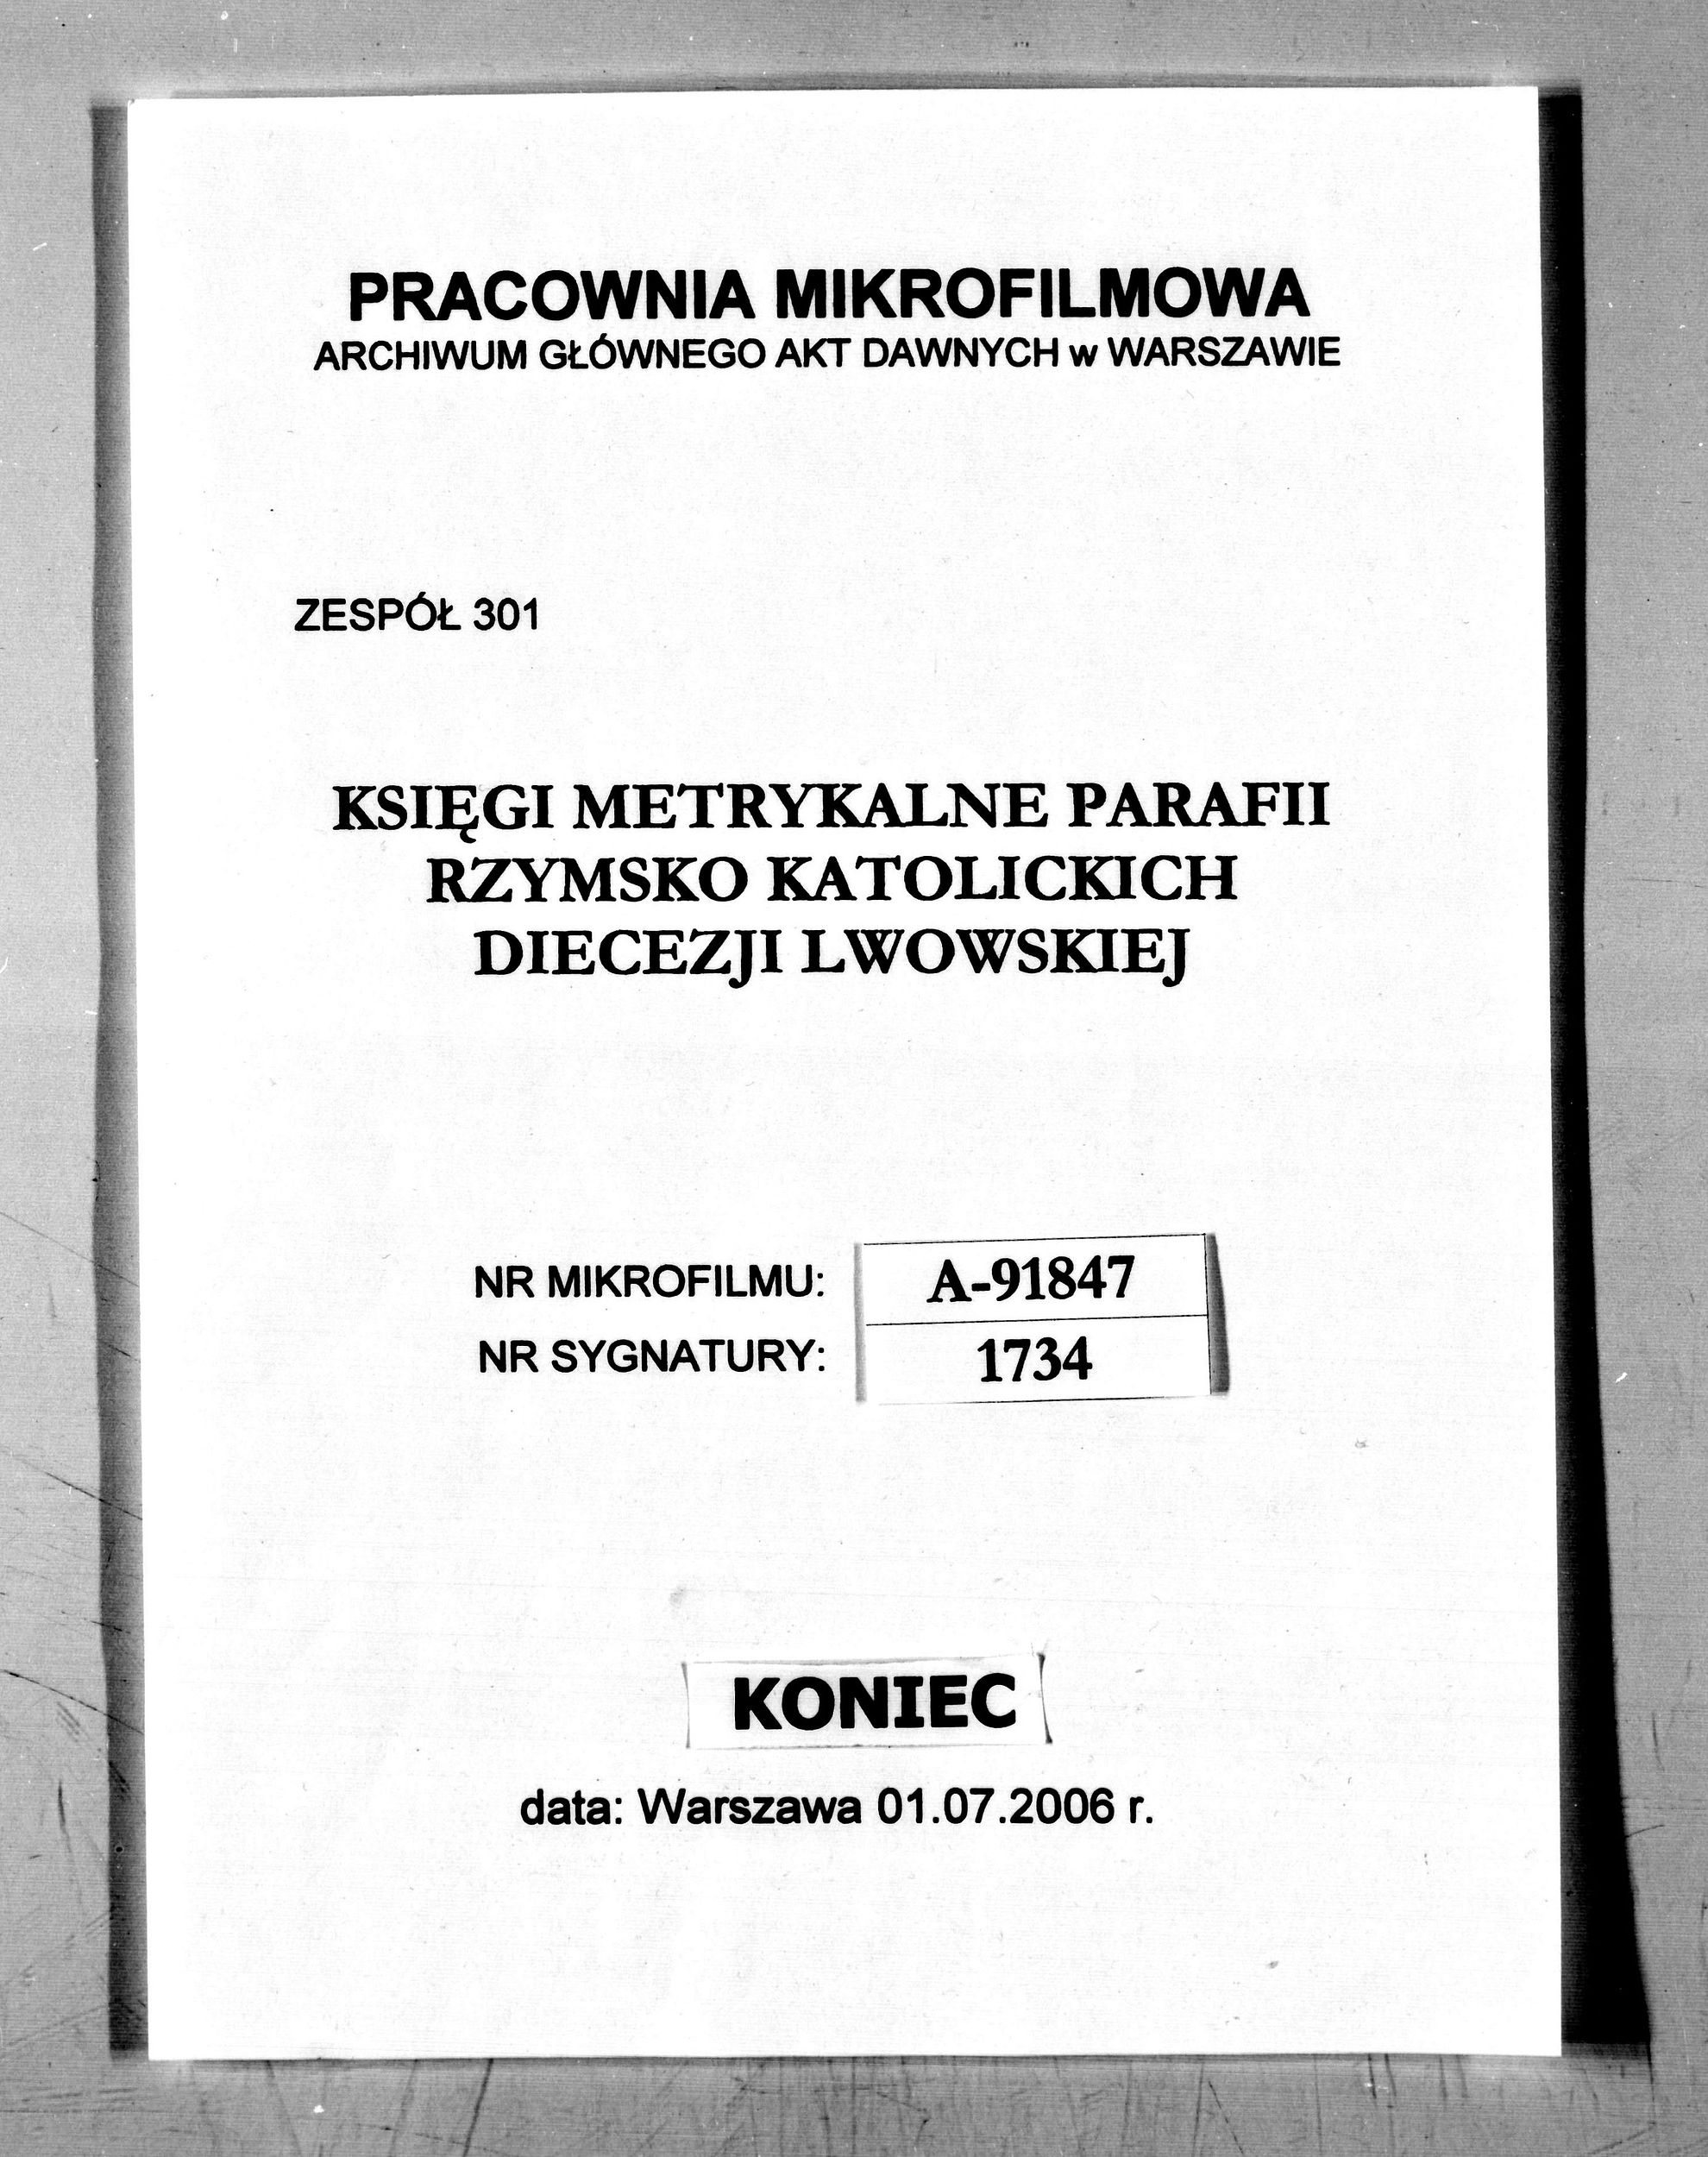 PRACOWNIA MIKROFILMOWA
ARCHIWUM GŁÓWNEGO AKT DAWNYCH w WARSZAWIE
ZESPÓŁ 301
KSIĘGI METRYKALNE PARAFII
RZYMSKO KATOLICKICH
DIECEZJI LWOWSKIEJ
NR MIKROFILMU: A-91847
NR SYGNATURY: 1734
KONIEC
data: Warszawa 01.07.2006 r.